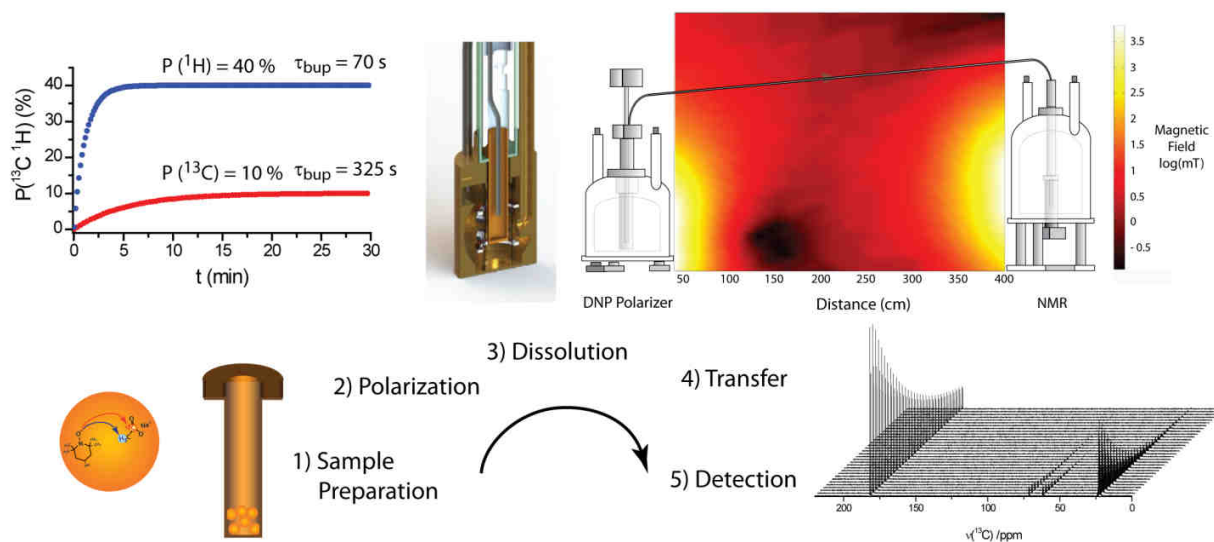 P (¹H) = 40 % τbup = 70 s
P (¹³C) = 10 % τbup = 325 s
P(¹³C ¹H) (%)
40
30
20
10
0
0 5 10 15 20 25 30
t (min)
3.5
3
2.5
2
1.5
1
0.5
0
- 0.5
Magnetic
Field
log(mT)
50 100 150 200 250 300 350 400
DNP Polarizer
Distance (cm)
NMR
3) Dissolution
2) Polarization
4) Transfer
1) Sample
Preparation
5) Detection
200 150 100 75 50 0
ν(¹³C) /ppm